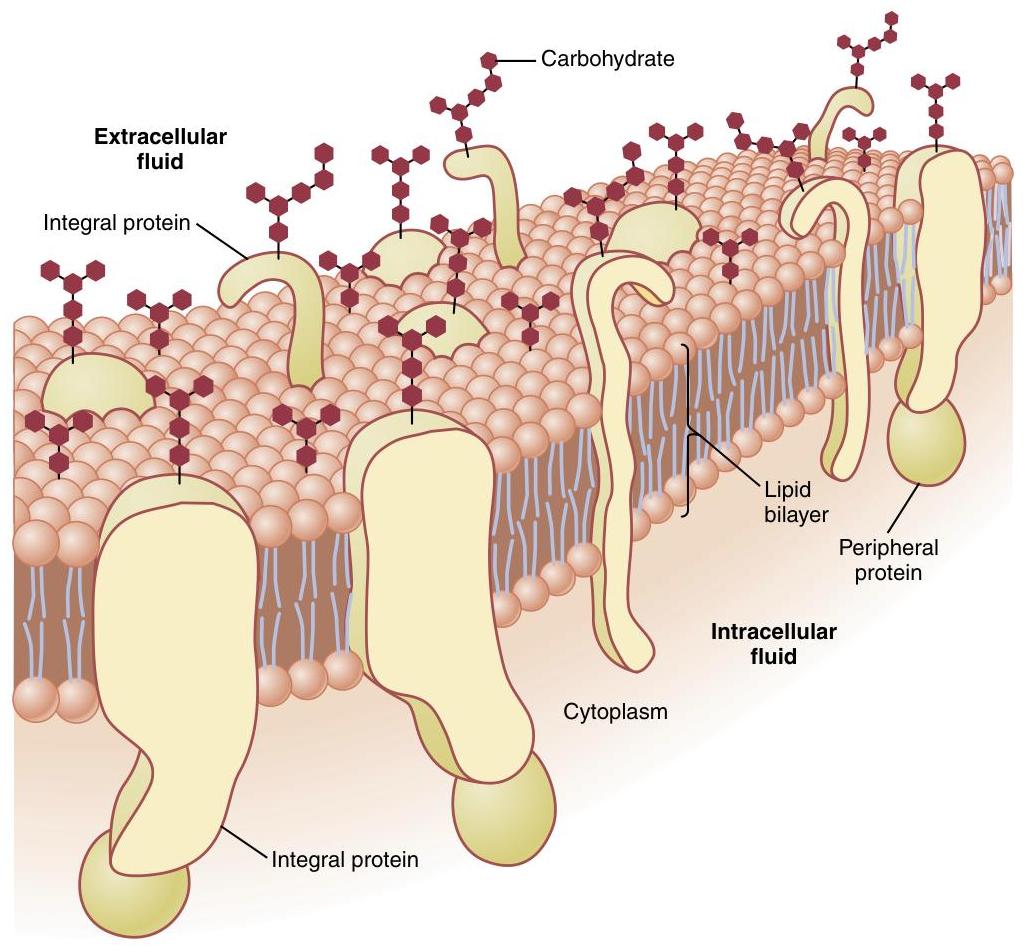 Carbohydrate
Extracellular
fluid
Integral protein
Lipid
bilayer
Peripheral
protein
Intracellular
fluid
Cytoplasm
Integral protein